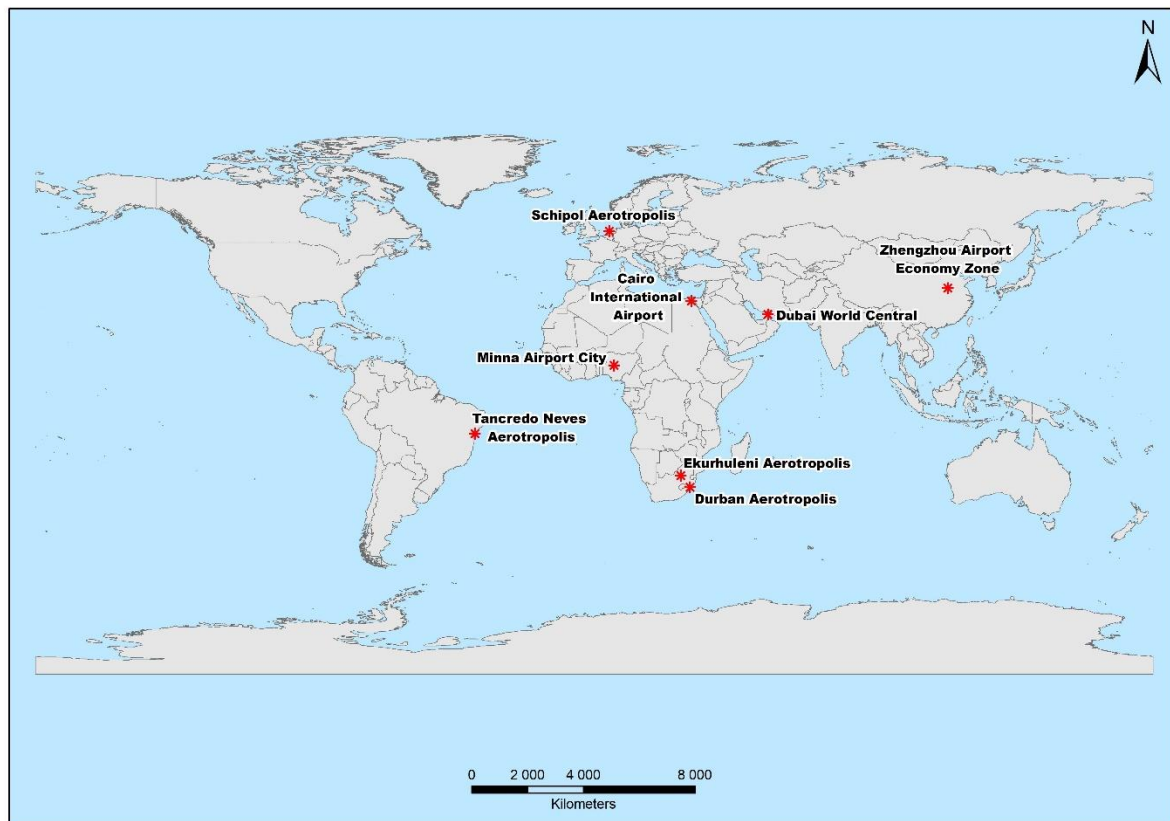 N
Schipol Aerotropolis
Zhengzhou Airport
Economy Zone
Cairo
International
Airport
Dubai World Central
Minna Airport City
Tancredo Neves
Aerotropolis
Ekurhuleni Aerotropolis
Durban Aerotropolis
0 2 000 4 000 8 000
Kilometers